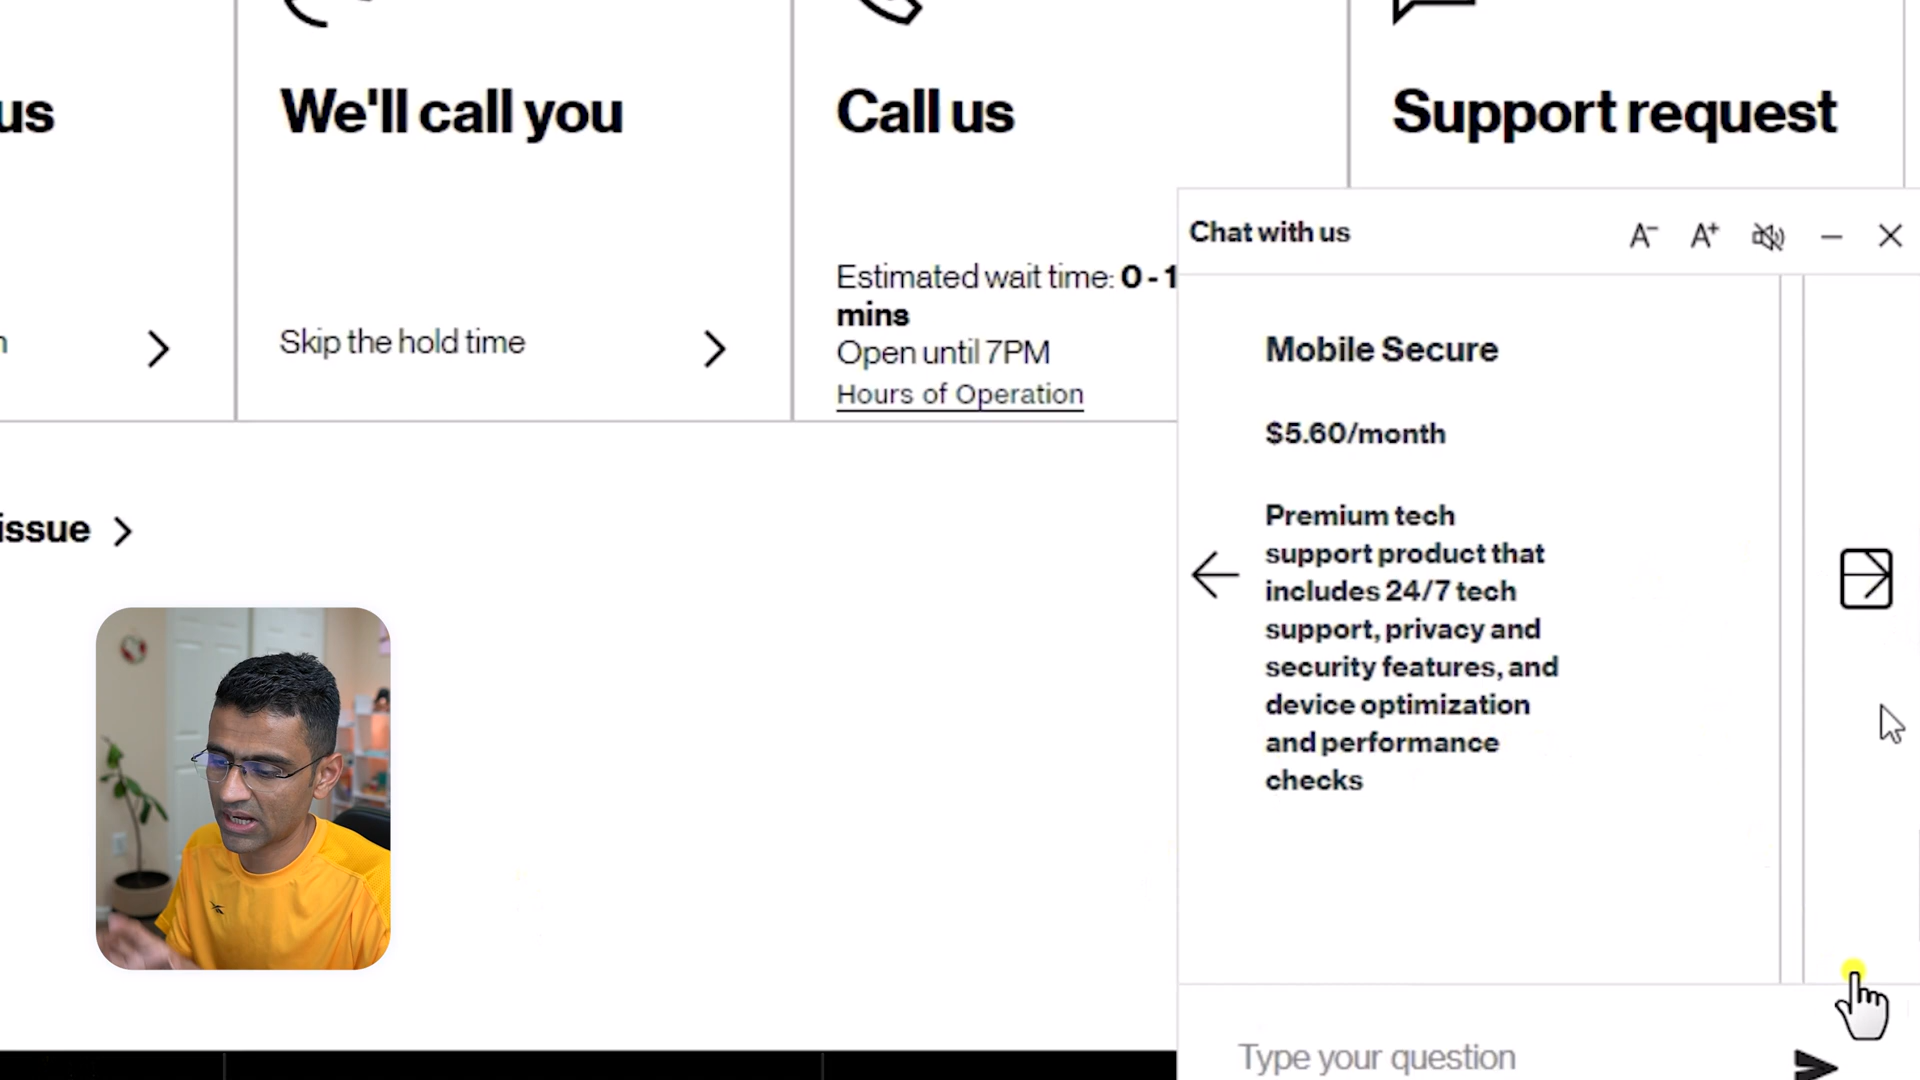 us
We'll call you
Call us
Support request
Chat with us
A- A+
Estimated wait time: 0 - 1
mins
Open until 7PM
Hours of Operation
Skip the hold time
issue
Mobile Secure
$5.60/month
Premium tech
support product that
includes 24/7 tech
support, privacy and
security features, and
device optimization
and performance
checks
Type your question